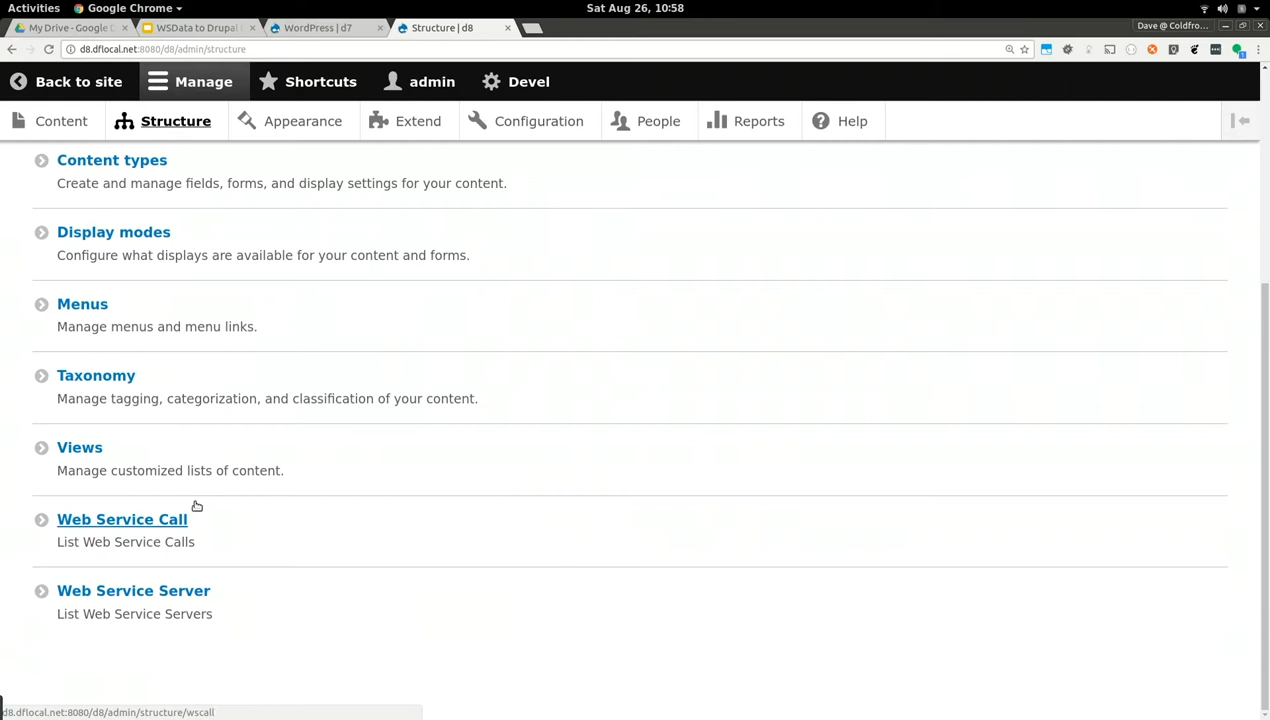 Activities Google Chrome Sat Aug 26, 10:58
My Drive - Google D WSData to Drupal WordPress | d7 Structure | d8 Dave @ Coldfro...
d8.dflocal.net:8080/d8/admin/structure
Back to site Manage Shortcuts admin Devel
Content Structure Appearance Extend Configuration People Reports Help
Content types
Create and manage fields, forms, and display settings for your content.
Display modes
Configure what displays are available for your content and forms.
Menus
Manage menus and menu links.
Taxonomy
Manage tagging, categorization, and classification of your content.
Views
Manage customized lists of content.
Web Service Call
List Web Service Calls
Web Service Server
List Web Service Servers
d8.dflocal.net:8080/d8/admin/structure/wscall